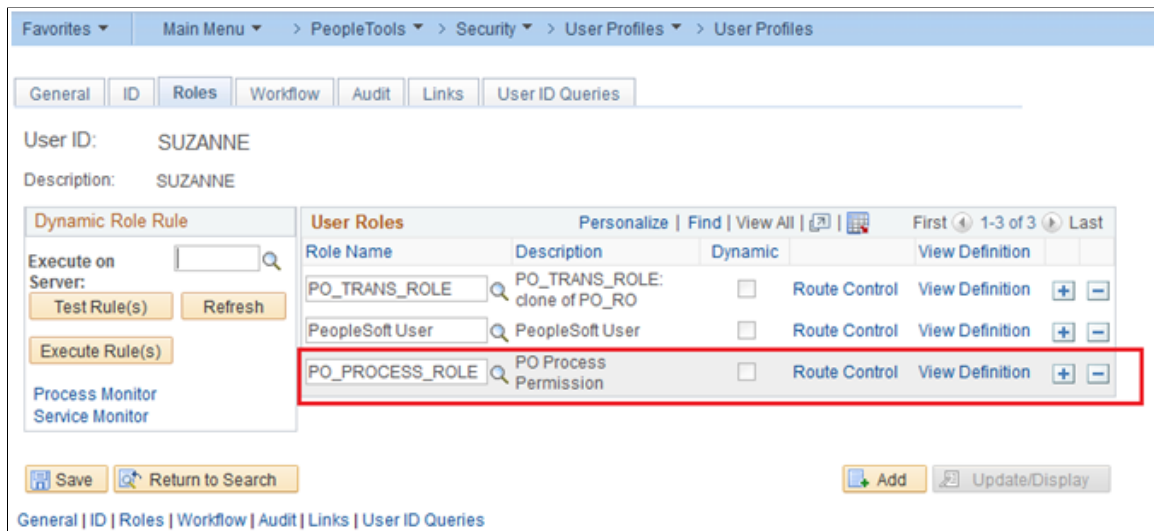 Favorites Main Menu > PeopleTools > Security > User Profiles > User Profiles
General ID Roles Workflow Audit Links User ID Queries
User ID: SUZANNE
Description: SUZANNE
Dynamic Role Rule
Execute on
Server:
Test Rule(s) Refresh
Execute Rule(s)
Process Monitor
Service Monitor
User Roles Personalize | Find | View All | | First 1-3 of 3 Last
Role Name Description Dynamic View Definition
PO_TRANS_ROLE PO_TRANS_ROLE:
clone of PO_RO Route Control View Definition + -
PeopleSoft User PeopleSoft User Route Control View Definition + -
PO_PROCESS_ROLE PO Process
Permission Route Control View Definition + -
Save Return to Search Add Update/Display
General | ID | Roles | Workflow | Audit | Links | User ID Queries